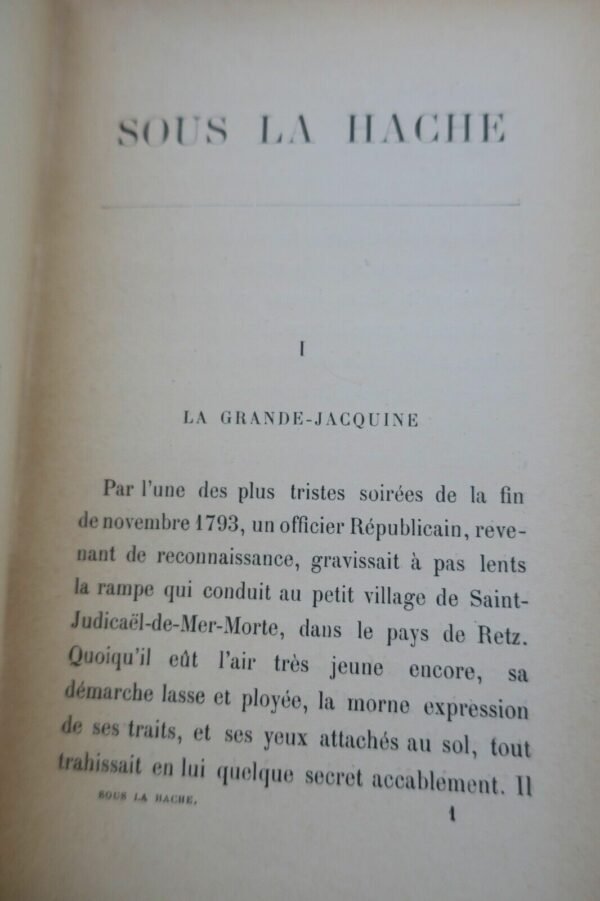 SOUS LA HACHE
I
LA GRANDE-JACQUINE
Par l'une des plus tristes soirées de la fin
de novembre 1793, un officier Républicain, reve-
nant de reconnaissance, gravissait à pas lents
la rampe qui conduit au petit village de Saint-
Judicaël-de-Mer-Morte, dans le pays de Retz.
Quoiqu'il eût l'air très jeune encore, sa
démarche lasse et ployée, la morne expression
de ses traits, et ses yeux attachés au sol, tout
trahissait en lui quelque secret accablement. Il
SOUS LA HACHE.
1